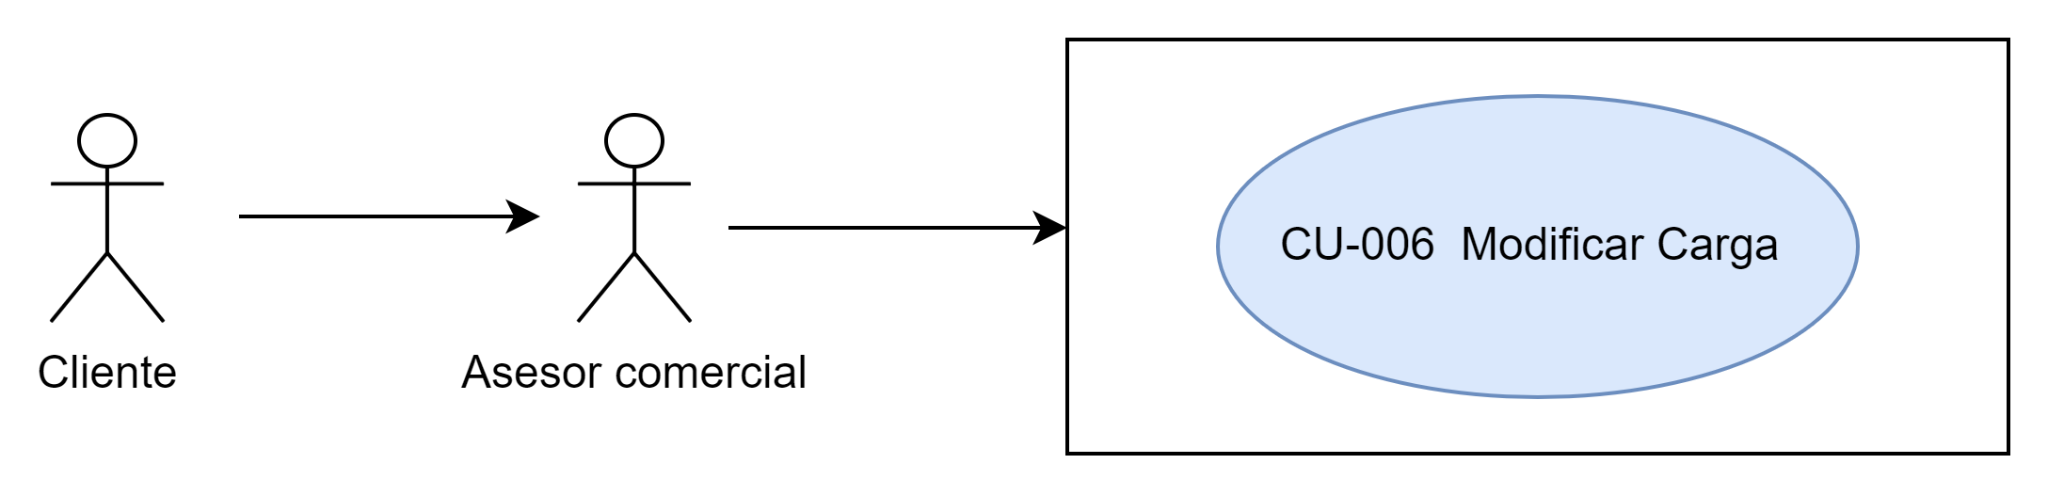 CU-006  Modificar Carga
Cliente
Asesor comercial